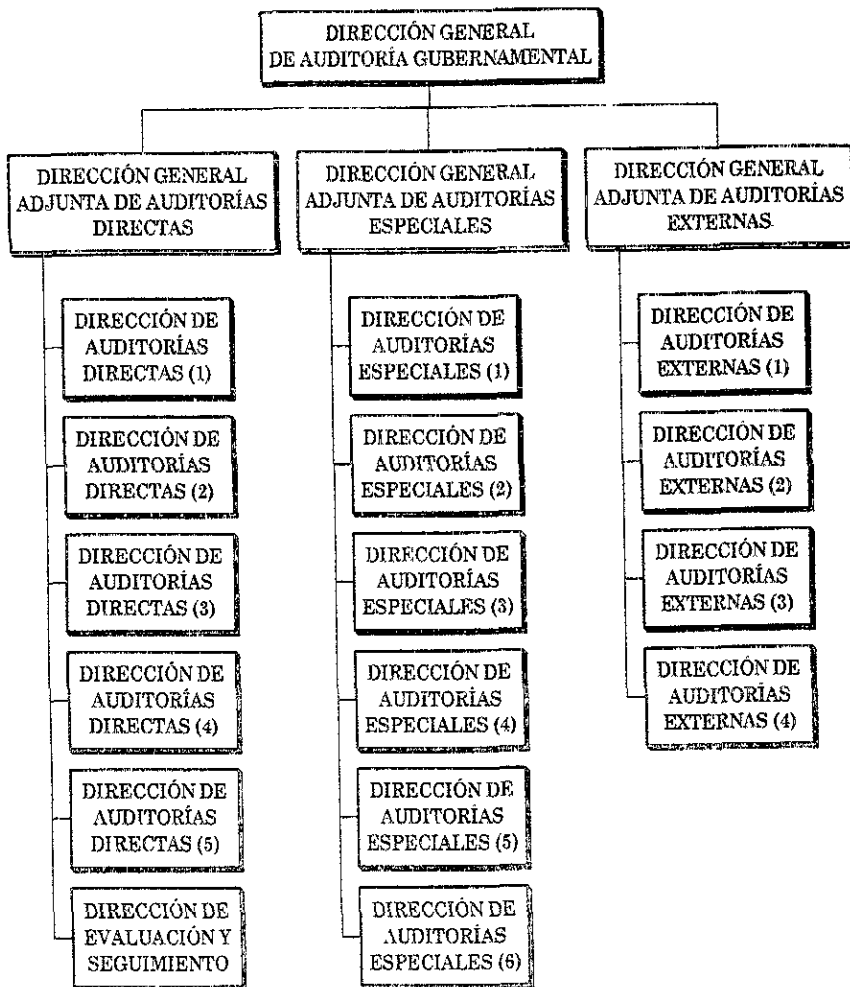 DIRECCIÓN GENERAL
DE AUDITORÍA GUBERNAMENTAL
DIRECCIÓN GENERAL
ADJUNTA DE AUDITORÍAS
DIRECTAS
DIRECCIÓN DE
AUDITORÍAS
DIRECTAS (1)
DIRECCIÓN DE
AUDITORÍAS
DIRECTAS (2)
DIRECCIÓN DE
AUDITORÍAS
DIRECTAS (3)
DIRECCIÓN DE
AUDITORÍAS
DIRECTAS (4)
DIRECCIÓN DE
AUDITORÍAS
DIRECTAS (5)
DIRECCIÓN DE
EVALUACIÓN Y
SEGUIMIENTO
DIRECCIÓN GENERAL
ADJUNTA DE AUDITORÍAS
ESPECIALES
DIRECCIÓN DE
AUDITORÍAS
ESPECIALES (1)
DIRECCIÓN DE
AUDITORÍAS
ESPECIALES (2)
DIRECCIÓN DE
AUDITORÍAS
ESPECIALES (3)
DIRECCIÓN DE
AUDITORÍAS
ESPECIALES (4)
DIRECCIÓN DE
AUDITORÍAS
ESPECIALES (5)
DIRECCIÓN DE
AUDITORÍAS
ESPECIALES (6)
DIRECCIÓN GENERAL
ADJUNTA DE AUDITORÍAS
EXTERNAS
DIRECCIÓN DE
AUDITORÍAS
EXTERNAS (1)
DIRECCIÓN DE
AUDITORÍAS
EXTERNAS (2)
DIRECCIÓN DE
AUDITORÍAS
EXTERNAS (3)
DIRECCIÓN DE
AUDITORÍAS
EXTERNAS (4)